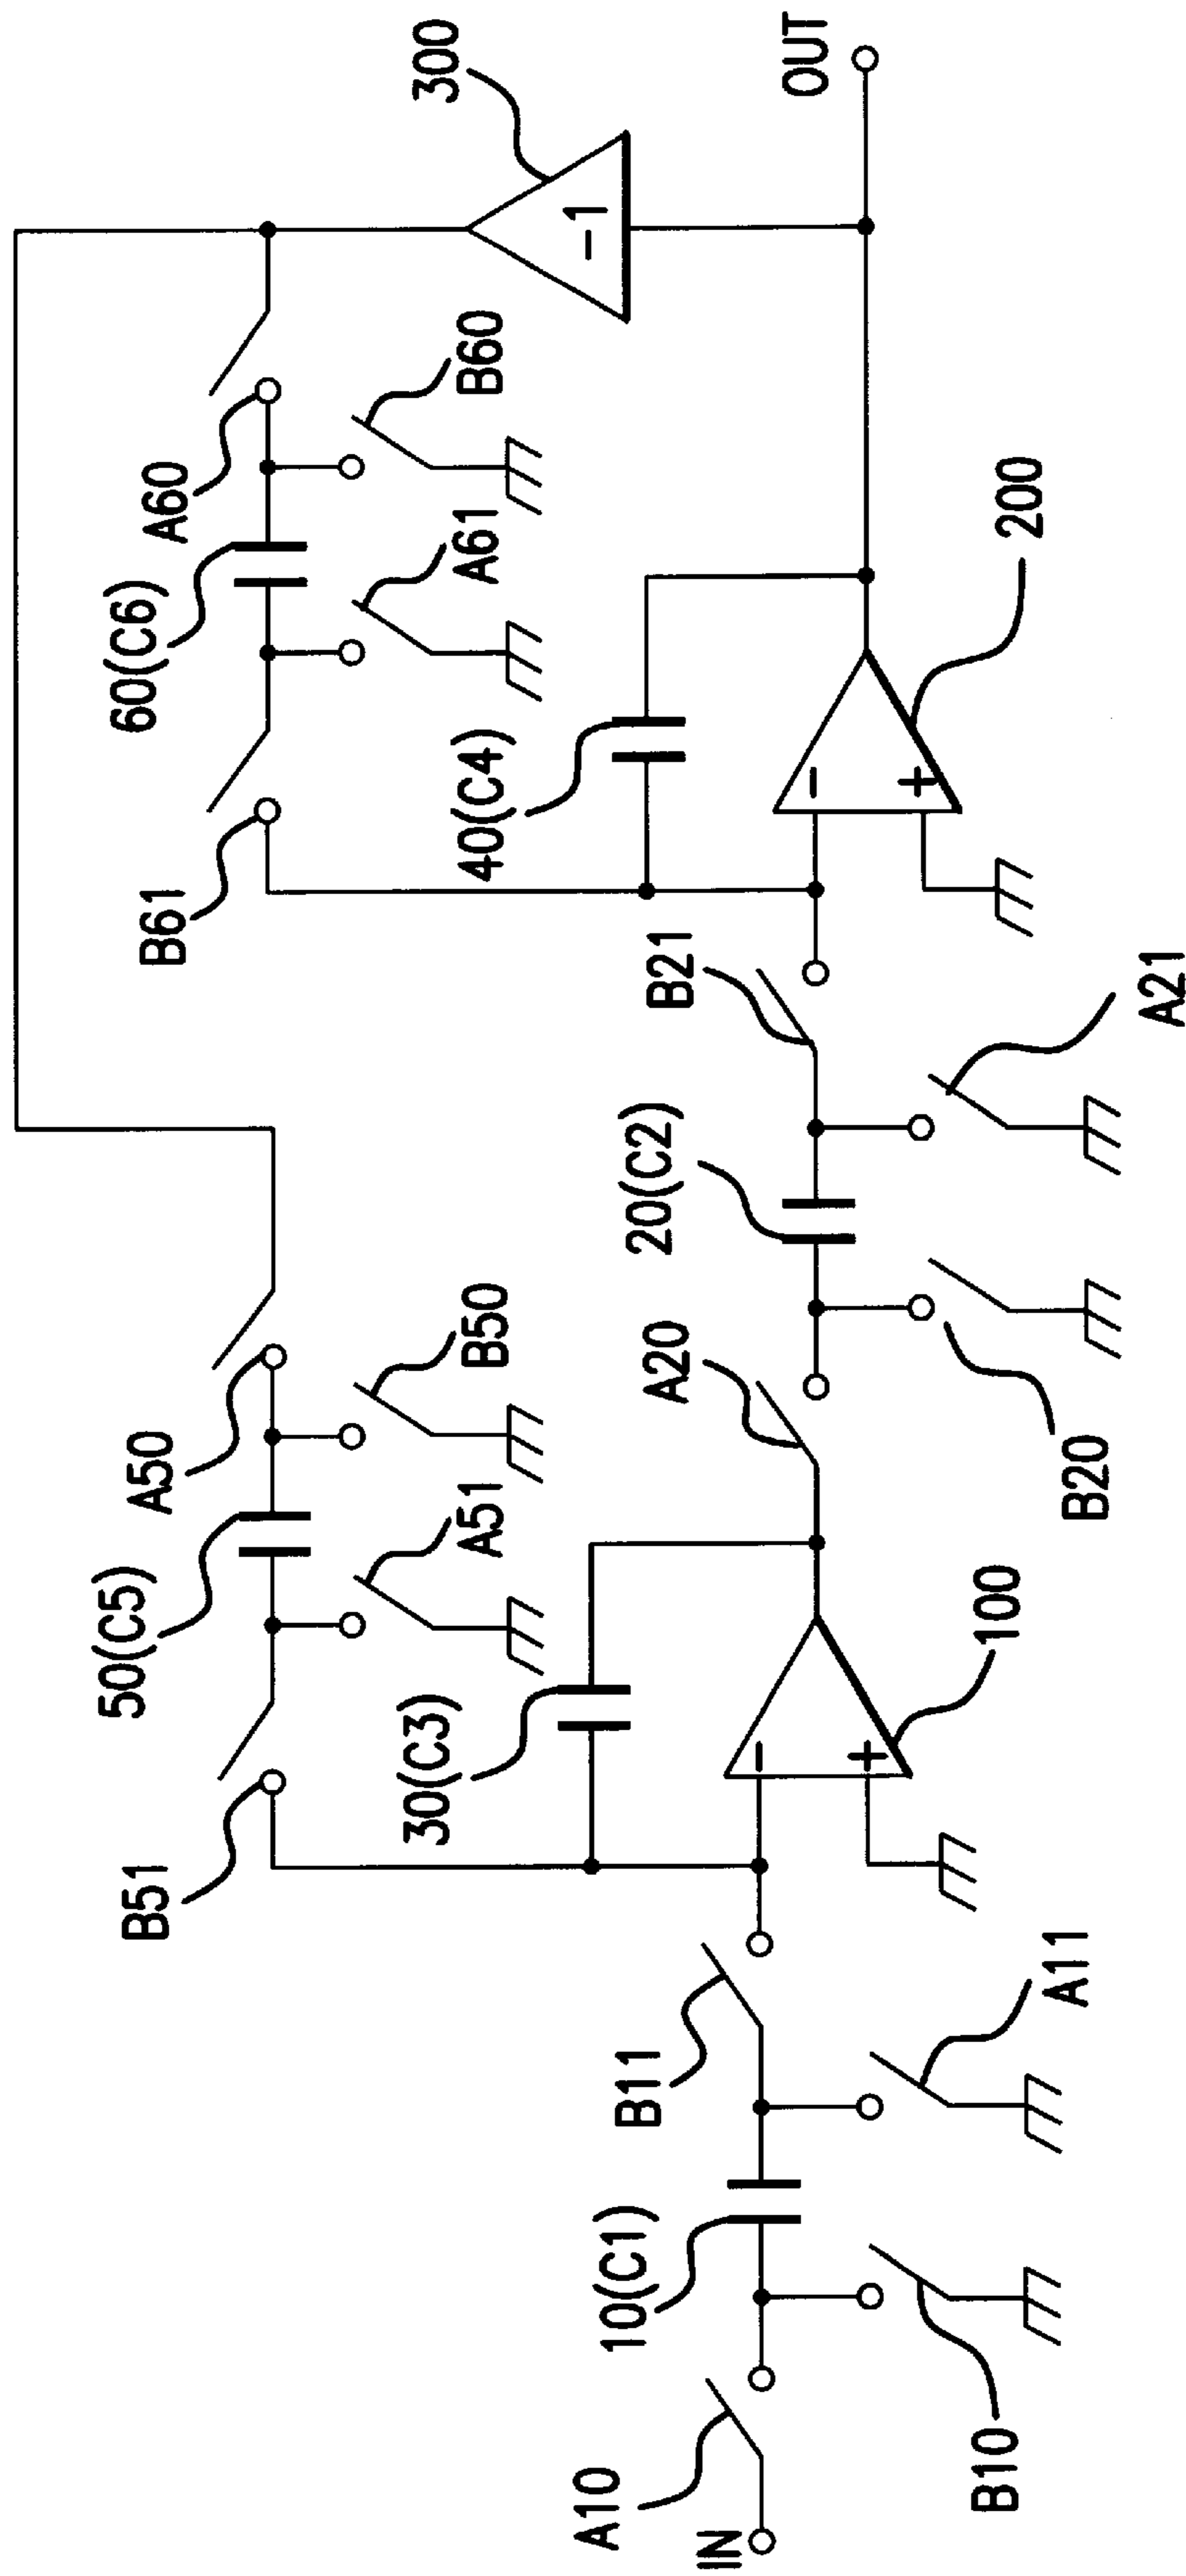 300
OUT
-1
A60
B60
60(C6)
A61
B61
40(C4)
200
-
+
B21
A21
20(C2)
A20
B20
A50
B50
50(C5)
A51
B51
30(C3)
100
-
+
B11
A11
10(C1)
B10
A10
IN